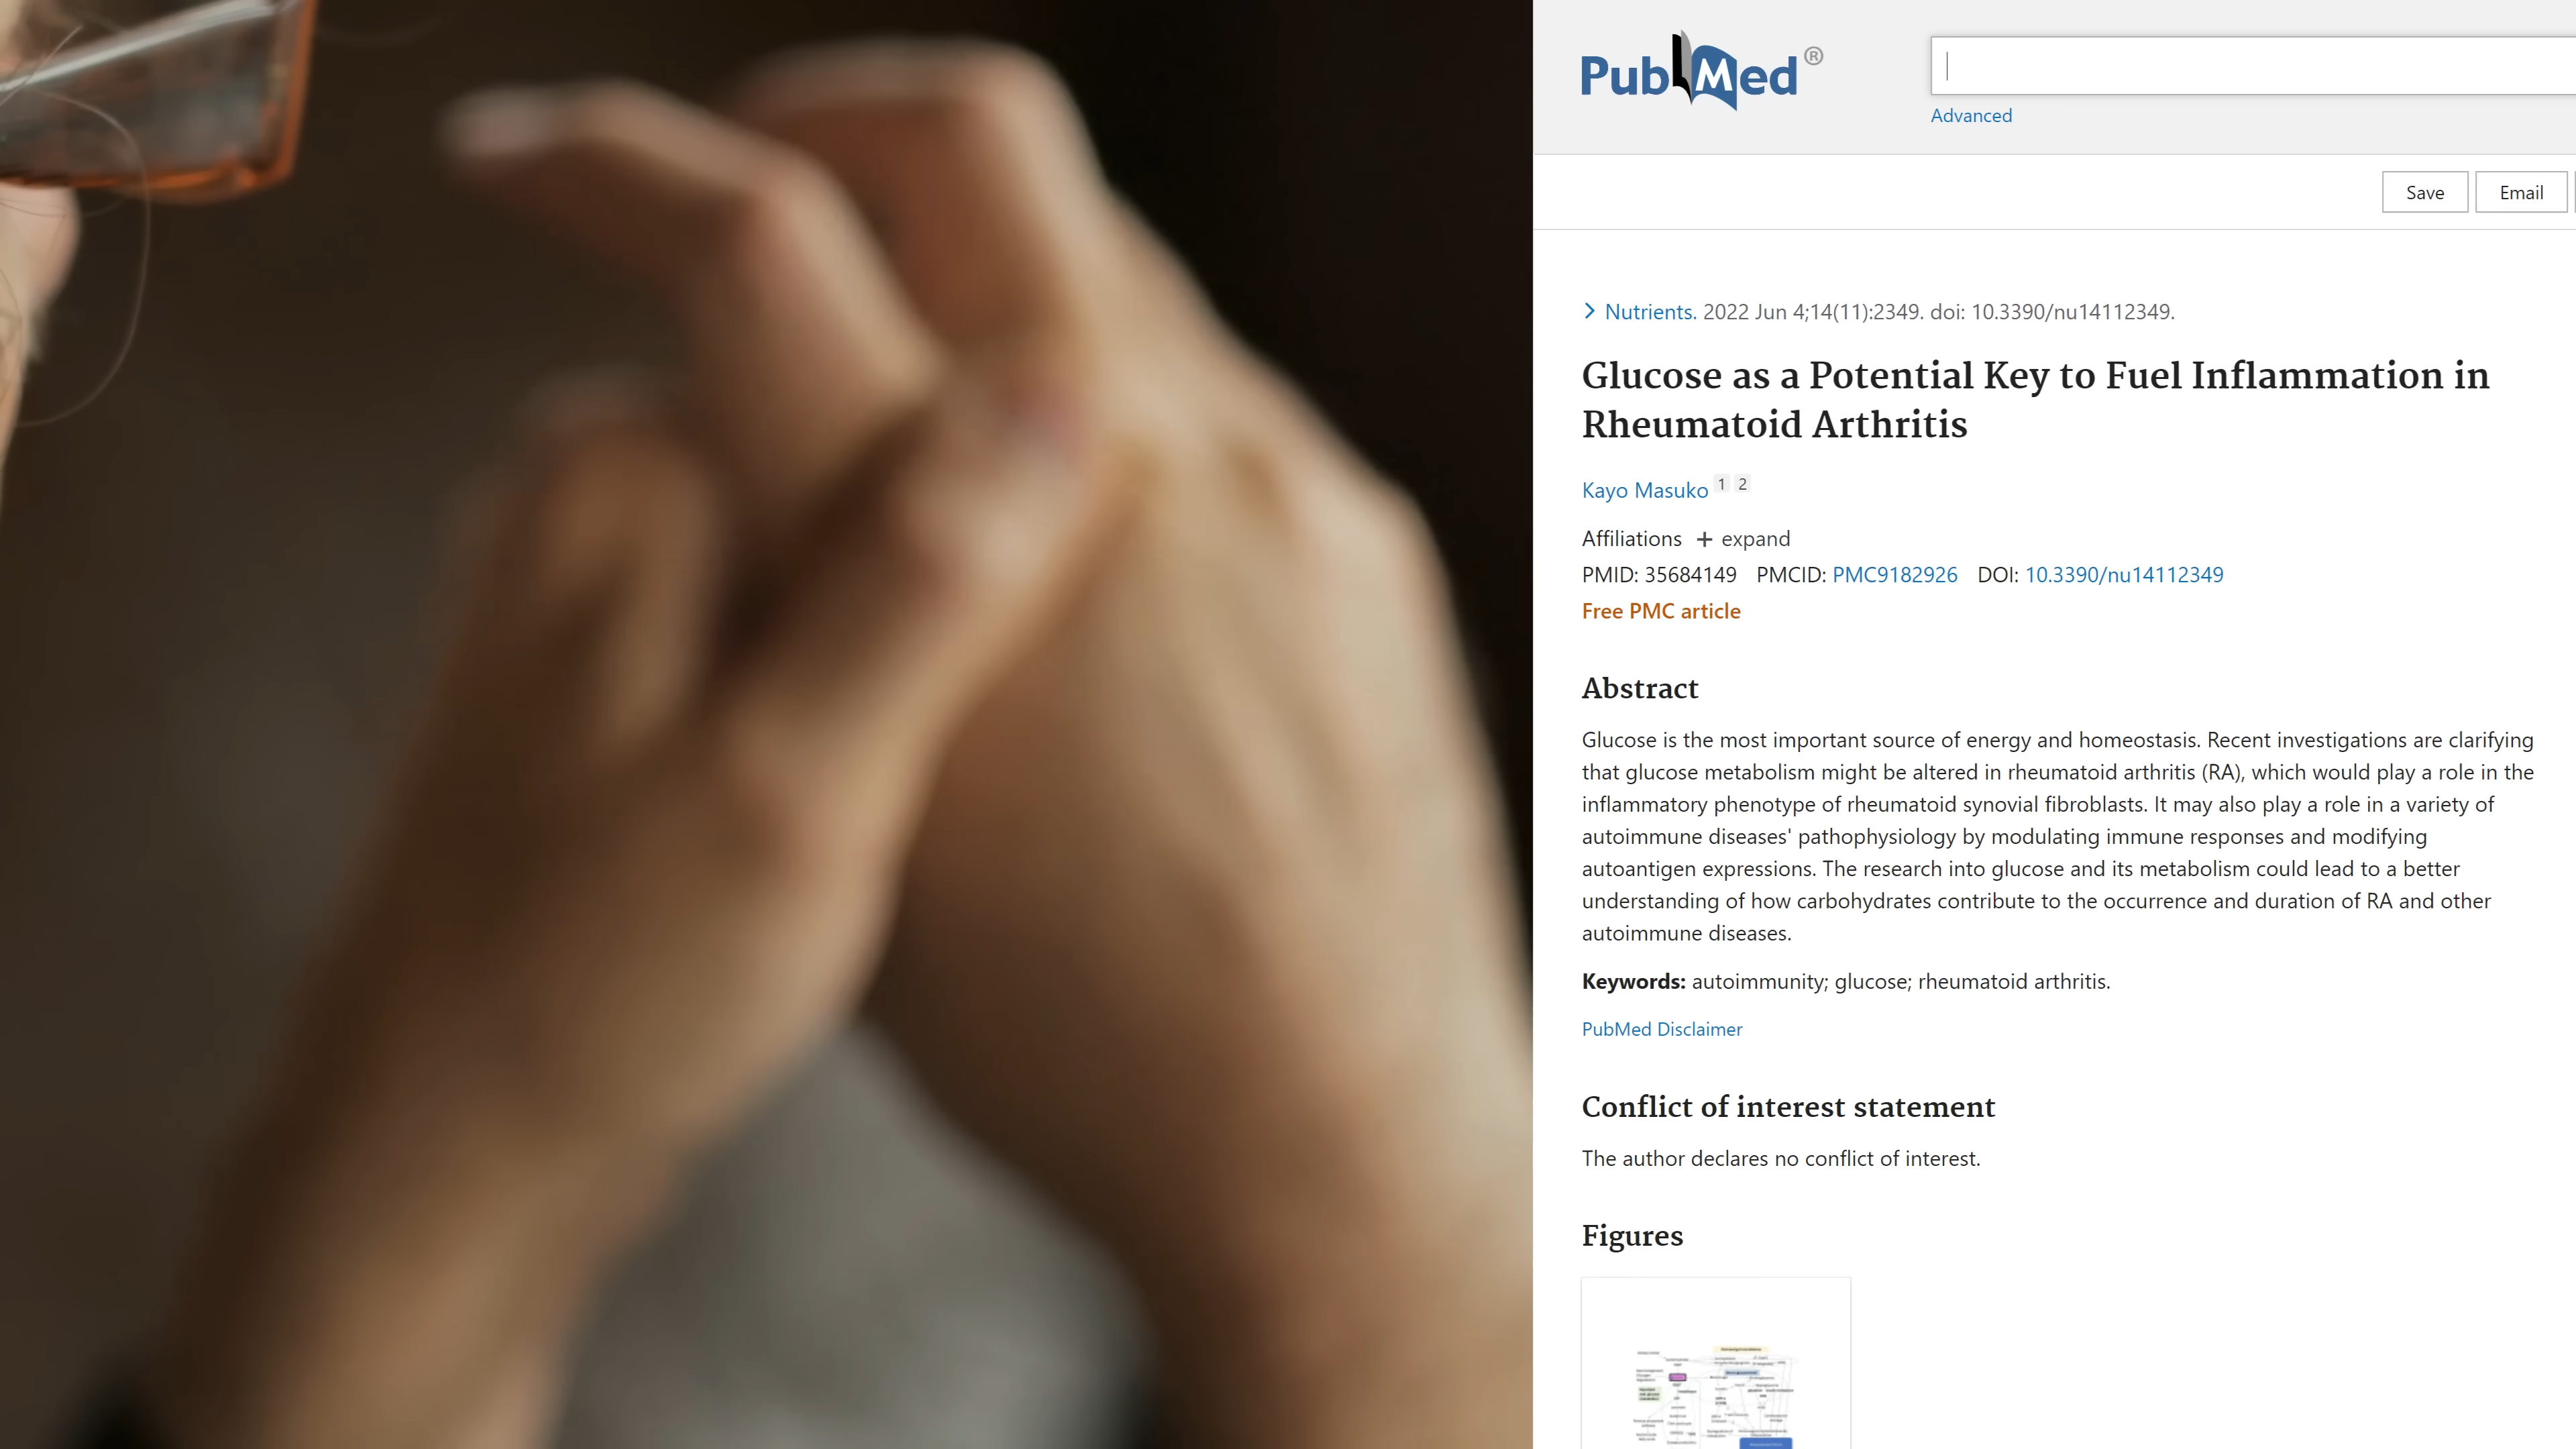 PubMed®
Advanced
Save
Email
Nutrients. 2022 Jun 4;14(11):2349. doi: 10.3390/nu14112349.
Glucose as a Potential Key to Fuel Inflammation in
Rheumatoid Arthritis
Kayo Masuko 1 2
Affiliations + expand
PMID: 35684149 PMCID: PMC9182926 DOI: 10.3390/nu14112349
Free PMC article
Abstract
Glucose is the most important source of energy and homeostasis. Recent investigations are clarifying
that glucose metabolism might be altered in rheumatoid arthritis (RA), which would play a role in the
inflammatory phenotype of rheumatoid synovial fibroblasts. It may also play a role in a variety of
autoimmune diseases' pathophysiology by modulating immune responses and modifying
autoantigen expressions. The research into glucose and its metabolism could lead to a better
understanding of how carbohydrates contribute to the occurrence and duration of RA and other
autoimmune diseases.
Keywords: autoimmunity; glucose; rheumatoid arthritis.
PubMed Disclaimer
Conflict of interest statement
The author declares no conflict of interest.
Figures